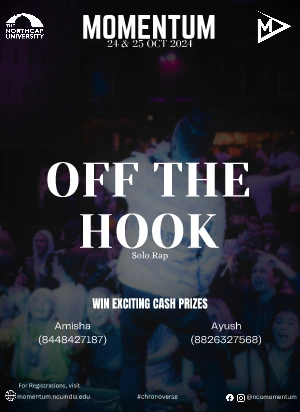 THE
NORTHCAP
UNIVERSITY
MOMENTUM
24 & 25 OCT 2024
M
OFF THE
HOOK
Solo Rap
WIN EXCITING CASH PRIZES
Amisha
(8448427187)
Ayush
(8826327568)
For Registrations, visit
momentum.ncuindia.edu
#chronoverse
@ncumomentum